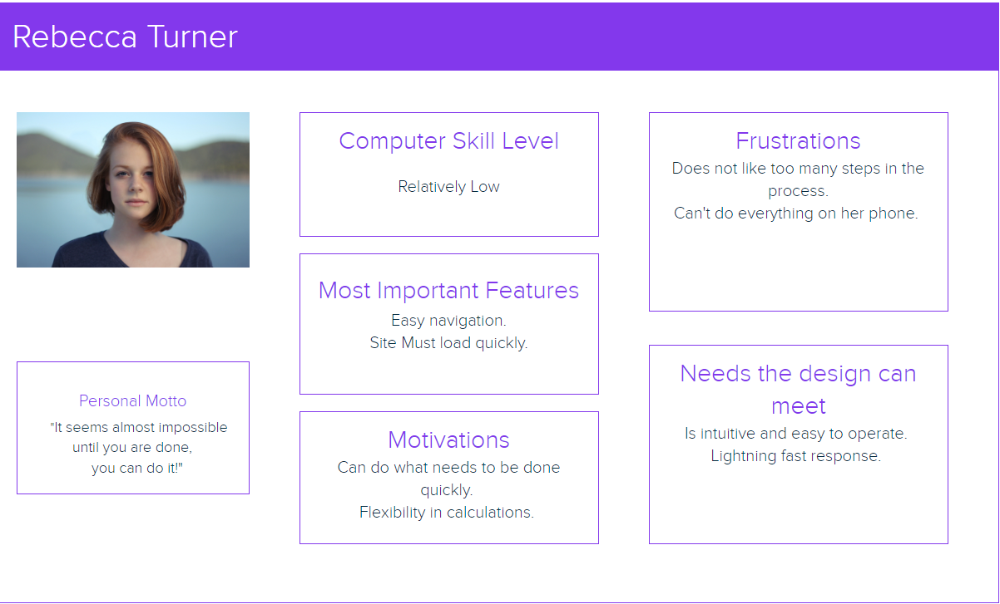 Rebecca Turner
Personal Motto
"It seems almost impossible
until you are done,
you can do it!"
Computer Skill Level
Relatively Low
Most Important Features
Easy navigation.
Site Must load quickly.
Motivations
Can do what needs to be done
quickly.
Flexibility in calculations.
Frustrations
Does not like too many steps in the
process.
Can't do everything on her phone.
Needs the design can
meet
Is intuitive and easy to operate.
Lightning fast response.